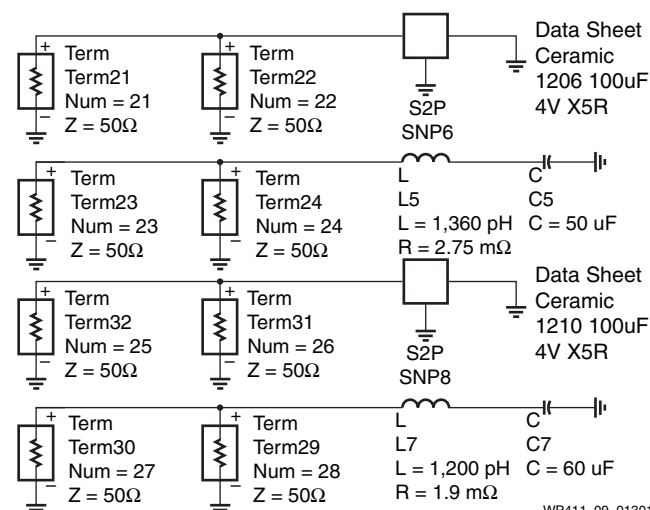 +
Term
Term21
Num = 21
Z = 50Ω
−
+
Term
Term22
Num = 22
Z = 50Ω
−
S2P
SNP6
Data Sheet
Ceramic
1206 100uF
4V X5R
+
Term
Term23
Num = 23
Z = 50Ω
−
+
Term
Term24
Num = 24
Z = 50Ω
−
L
L5
L = 1,360 pH
R = 2.75 mΩ
C
C5
C = 50 uF
+
Term
Term32
Num = 25
Z = 50Ω
−
+
Term
Term31
Num = 26
Z = 50Ω
−
S2P
SNP8
Data Sheet
Ceramic
1210 100uF
4V X5R
+
Term
Term30
Num = 27
Z = 50Ω
−
+
Term
Term29
Num = 28
Z = 50Ω
−
L
L7
L = 1,200 pH
R = 1.9 mΩ
C
C7
C = 60 uF